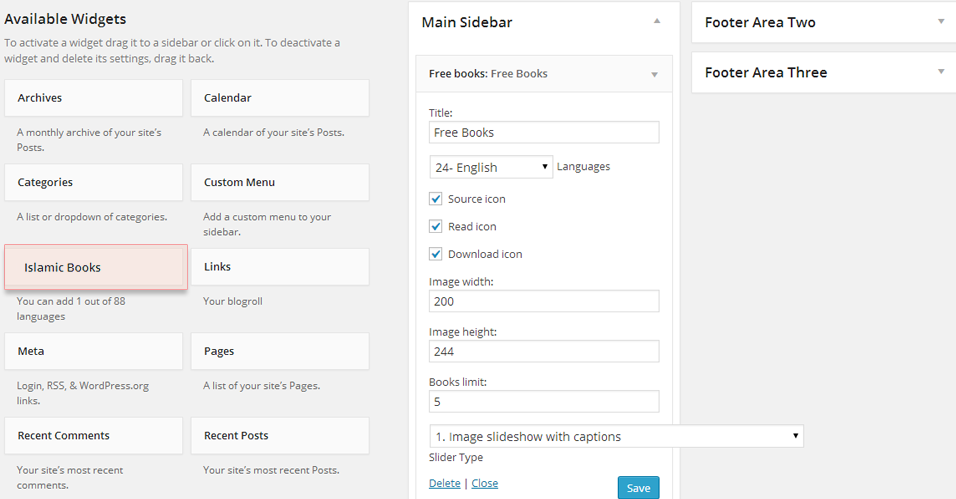 Available Widgets
To activate a widget drag it to a sidebar or click on it. To deactivate a
widget and delete its settings, drag it back.
Archives
A monthly archive of your site's
Posts.
Calendar
A calendar of your site's Posts.
Categories
A list or dropdown of categories.
Custom Menu
Add a custom menu to your
sidebar.
Islamic Books
You can add 1 out of 88
languages
Links
Your blogroll
Meta
Login, RSS, & WordPress.org
links.
Pages
A list of your site's Pages.
Recent Comments
Your site's most recent
comments.
Recent Posts
Your site's most recent Posts.
Main Sidebar
Free books: Free Books
Title:
Free Books
24- English Languages
Source icon
Read icon
Download icon
Image width:
200
Image height:
244
Books limit:
5
1. Image slideshow with captions
Slider Type
Delete | Close
Save
Footer Area Two
Footer Area Three